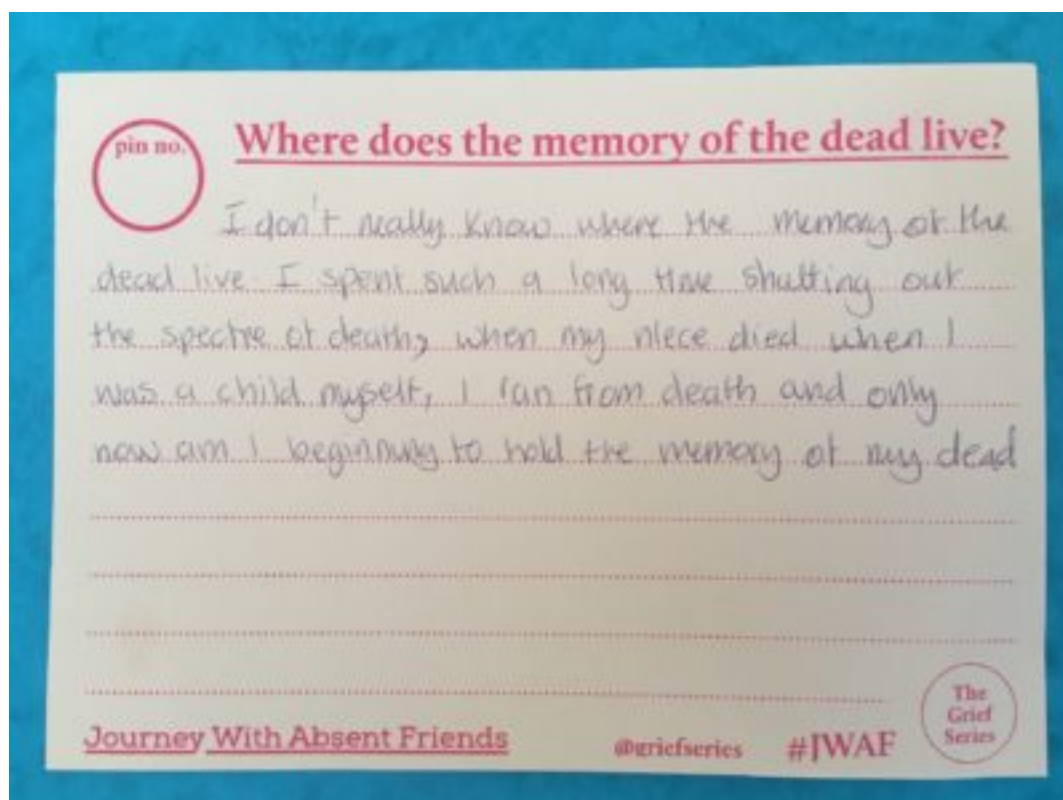 pin no.
Where does the memory of the dead live?
I don't really know where the memory of the
dead live. I spent such a long time shutting out
the spectre of death, when my niece died when I
was a child myself, I ran from death and only
now am I beginning to hold the memory of my dead
Journey With Absent Friends
@griefseries
#JWAF
The
Grief
Series